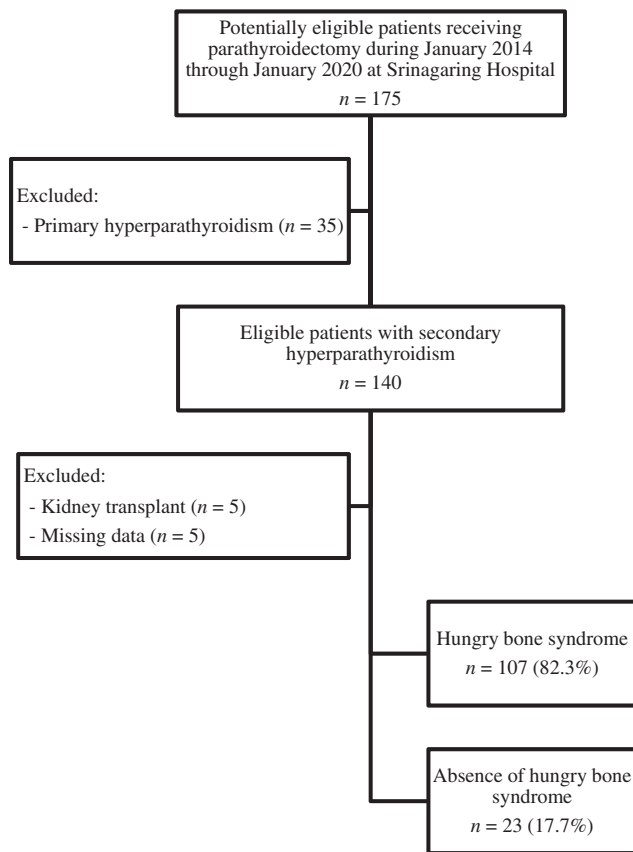 Potentially eligible patients receiving
parathyroidectomy during January 2014
through January 2020 at Srinagaring Hospital
n = 175
Excluded:
- Primary hyperparathyroidism (n = 35)
Eligible patients with secondary
hyperparathyroidism
n = 140
Excluded:
- Kidney transplant (n = 5)
- Missing data (n = 5)
Hungry bone syndrome
n = 107 (82.3%)
Absence of hungry bone
syndrome
n = 23 (17.7%)